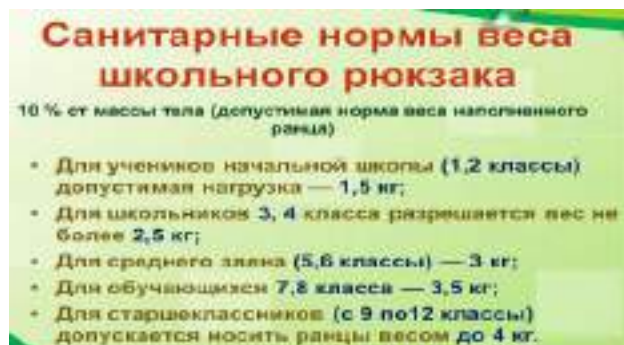 Санитарные нормы веса
школьного рюкзака
10 % от массы тела (допустимая норма веса наполненного
ранца)
• Для учеников начальной школы (1,2 классы)
допустимая нагрузка — 1,5 кг;
• Для школьников 3, 4 класса разрешается вес не
более 2,5 кг;
• Для среднего звена (5,6 классы) — 3 кг;
• Для обучающихся 7,8 класса — 3,5 кг;
• Для старшеклассников (с 9 по12 классы)
допускается носить ранцы весом до 4 кг.